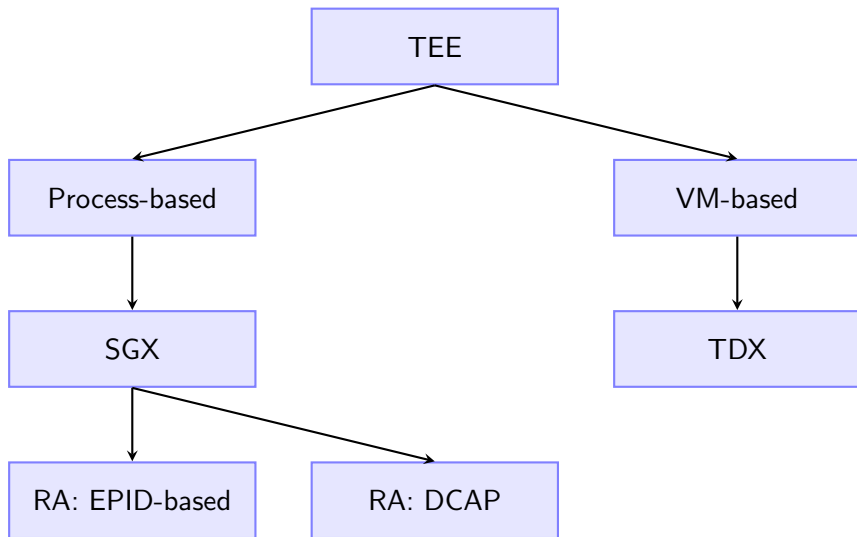 TEE
Process-based
VM-based
SGX
TDX
RA: EPID-based
RA: DCAP